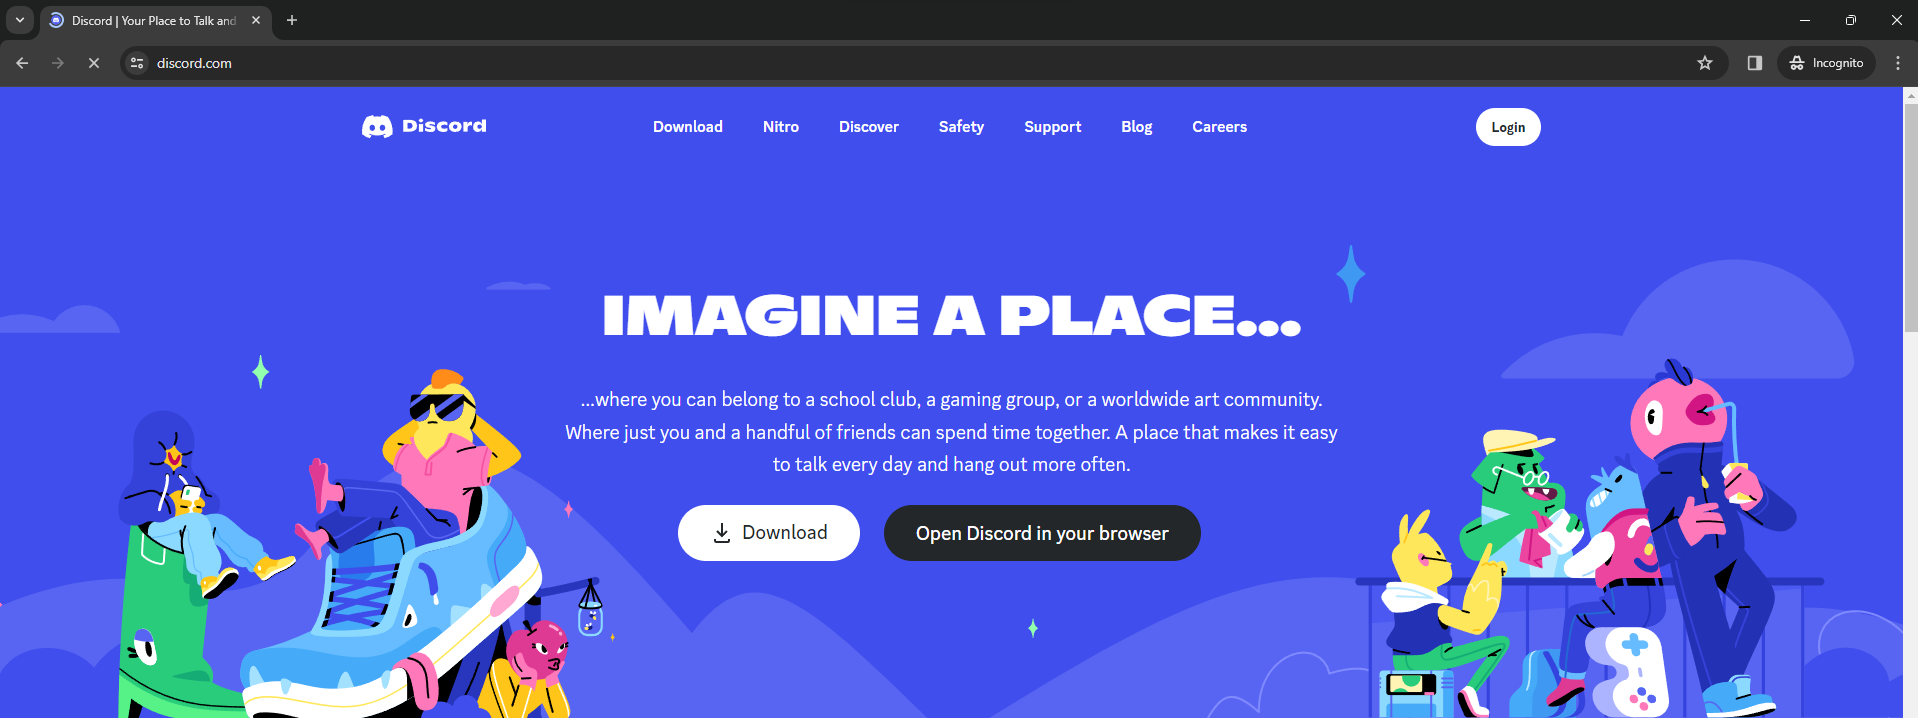 Discord | Your Place to Talk and
discord.com
Incognito
Discord
Download Nitro Discover Safety Support Blog Careers
Login
IMAGINE A PLACE...
...where you can belong to a school club, a gaming group, or a worldwide art community.
Where just you and a handful of friends can spend time together. A place that makes it easy
to talk every day and hang out more often.
Download
Open Discord in your browser